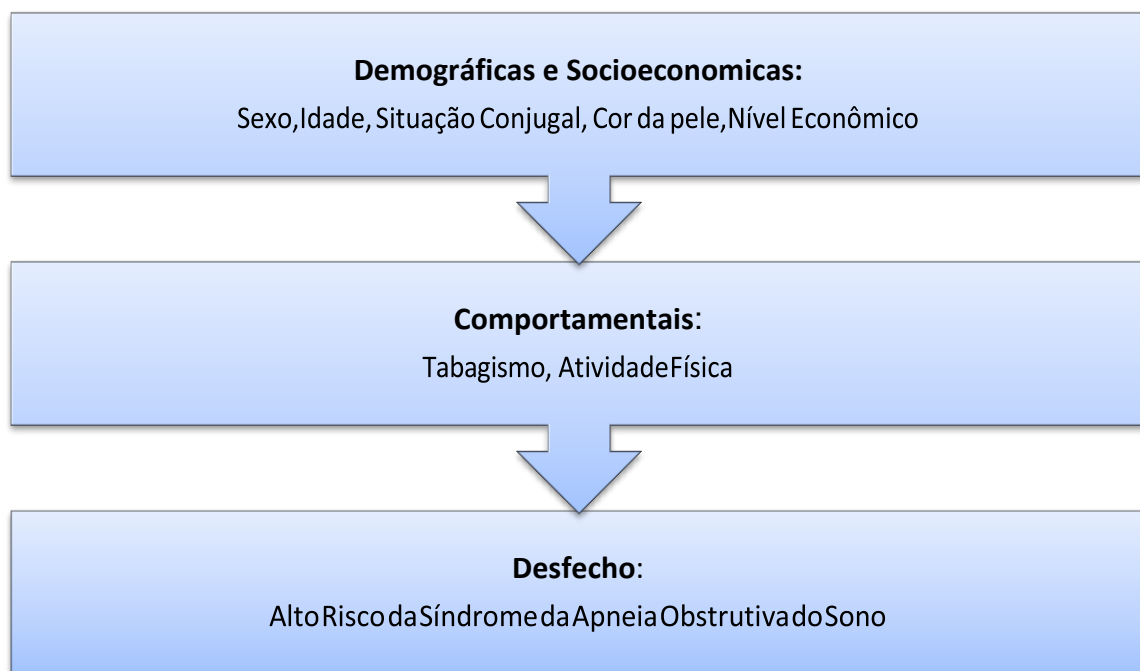 Demográficas e Socioeconomicas:
Sexo,Idade, Situação Conjugal, Cor da pele,Nível Econômico
Comportamentais:
Tabagismo, AtividadeFísica
Desfecho:
AltoRiscodaSíndromedaApneiaObstrutivadoSono